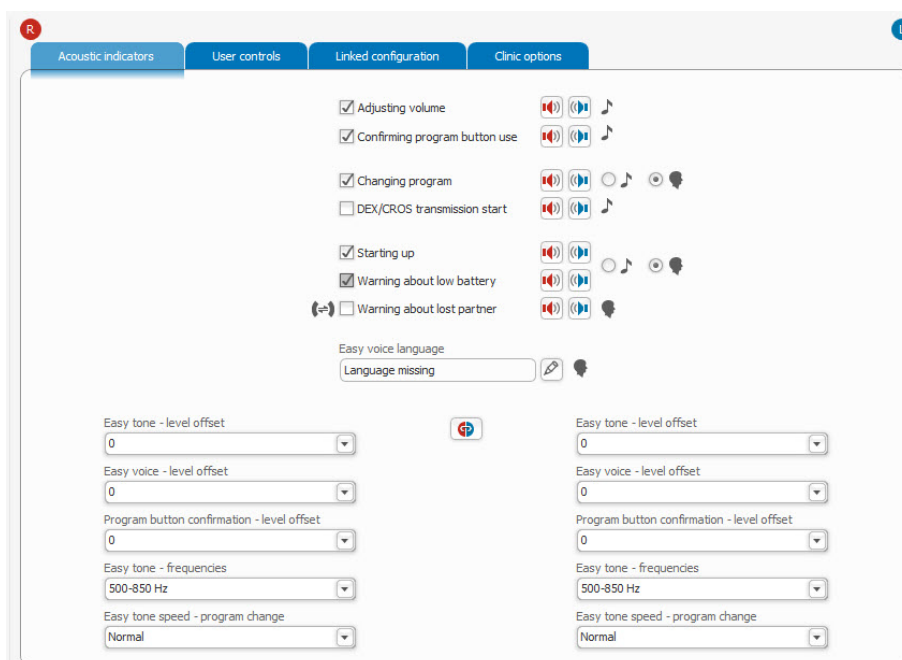 R
Acoustic indicators User controls Linked configuration Clinic options
Adjusting volume
Confirming program button use
Changing program
DEX/CROS transmission start
Starting up
Warning about low battery
Warning about lost partner
Easy voice language
Language missing
Easy tone - level offset Easy tone - level offset
0 0
Easy voice - level offset Easy voice - level offset
0 0
Program button confirmation - level offset Program button confirmation - level offset
0 0
Easy tone - frequencies Easy tone - frequencies
500-850 Hz 500-850 Hz
Easy tone speed - program change Easy tone speed - program change
Normal Normal